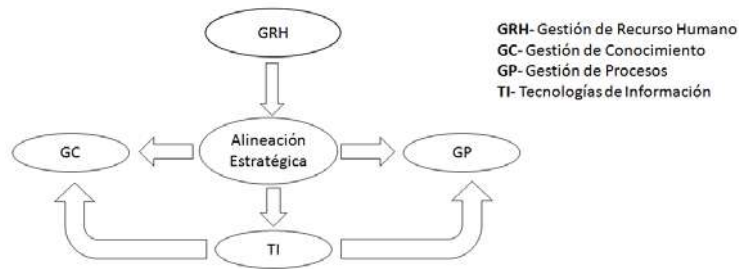 GRH
GRH- Gestión de Recurso Humano
GC- Gestión de Conocimiento
GP- Gestión de Procesos
TI- Tecnologías de Información
Alineación
Estratégica
GC
GP
TI